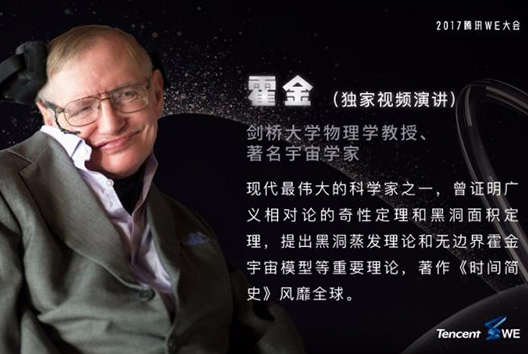 2017腾讯WE大会
霍金（独家视频演讲）
剑桥大学物理学教授、
著名宇宙学家
现代最伟大的科学家之一，曾证明广
义相对论的奇性定理和黑洞面积定
理，提出黑洞蒸发理论和无边界霍金
宇宙模型等重要理论，著作《时间简
史》风靡全球。
Tencent WE